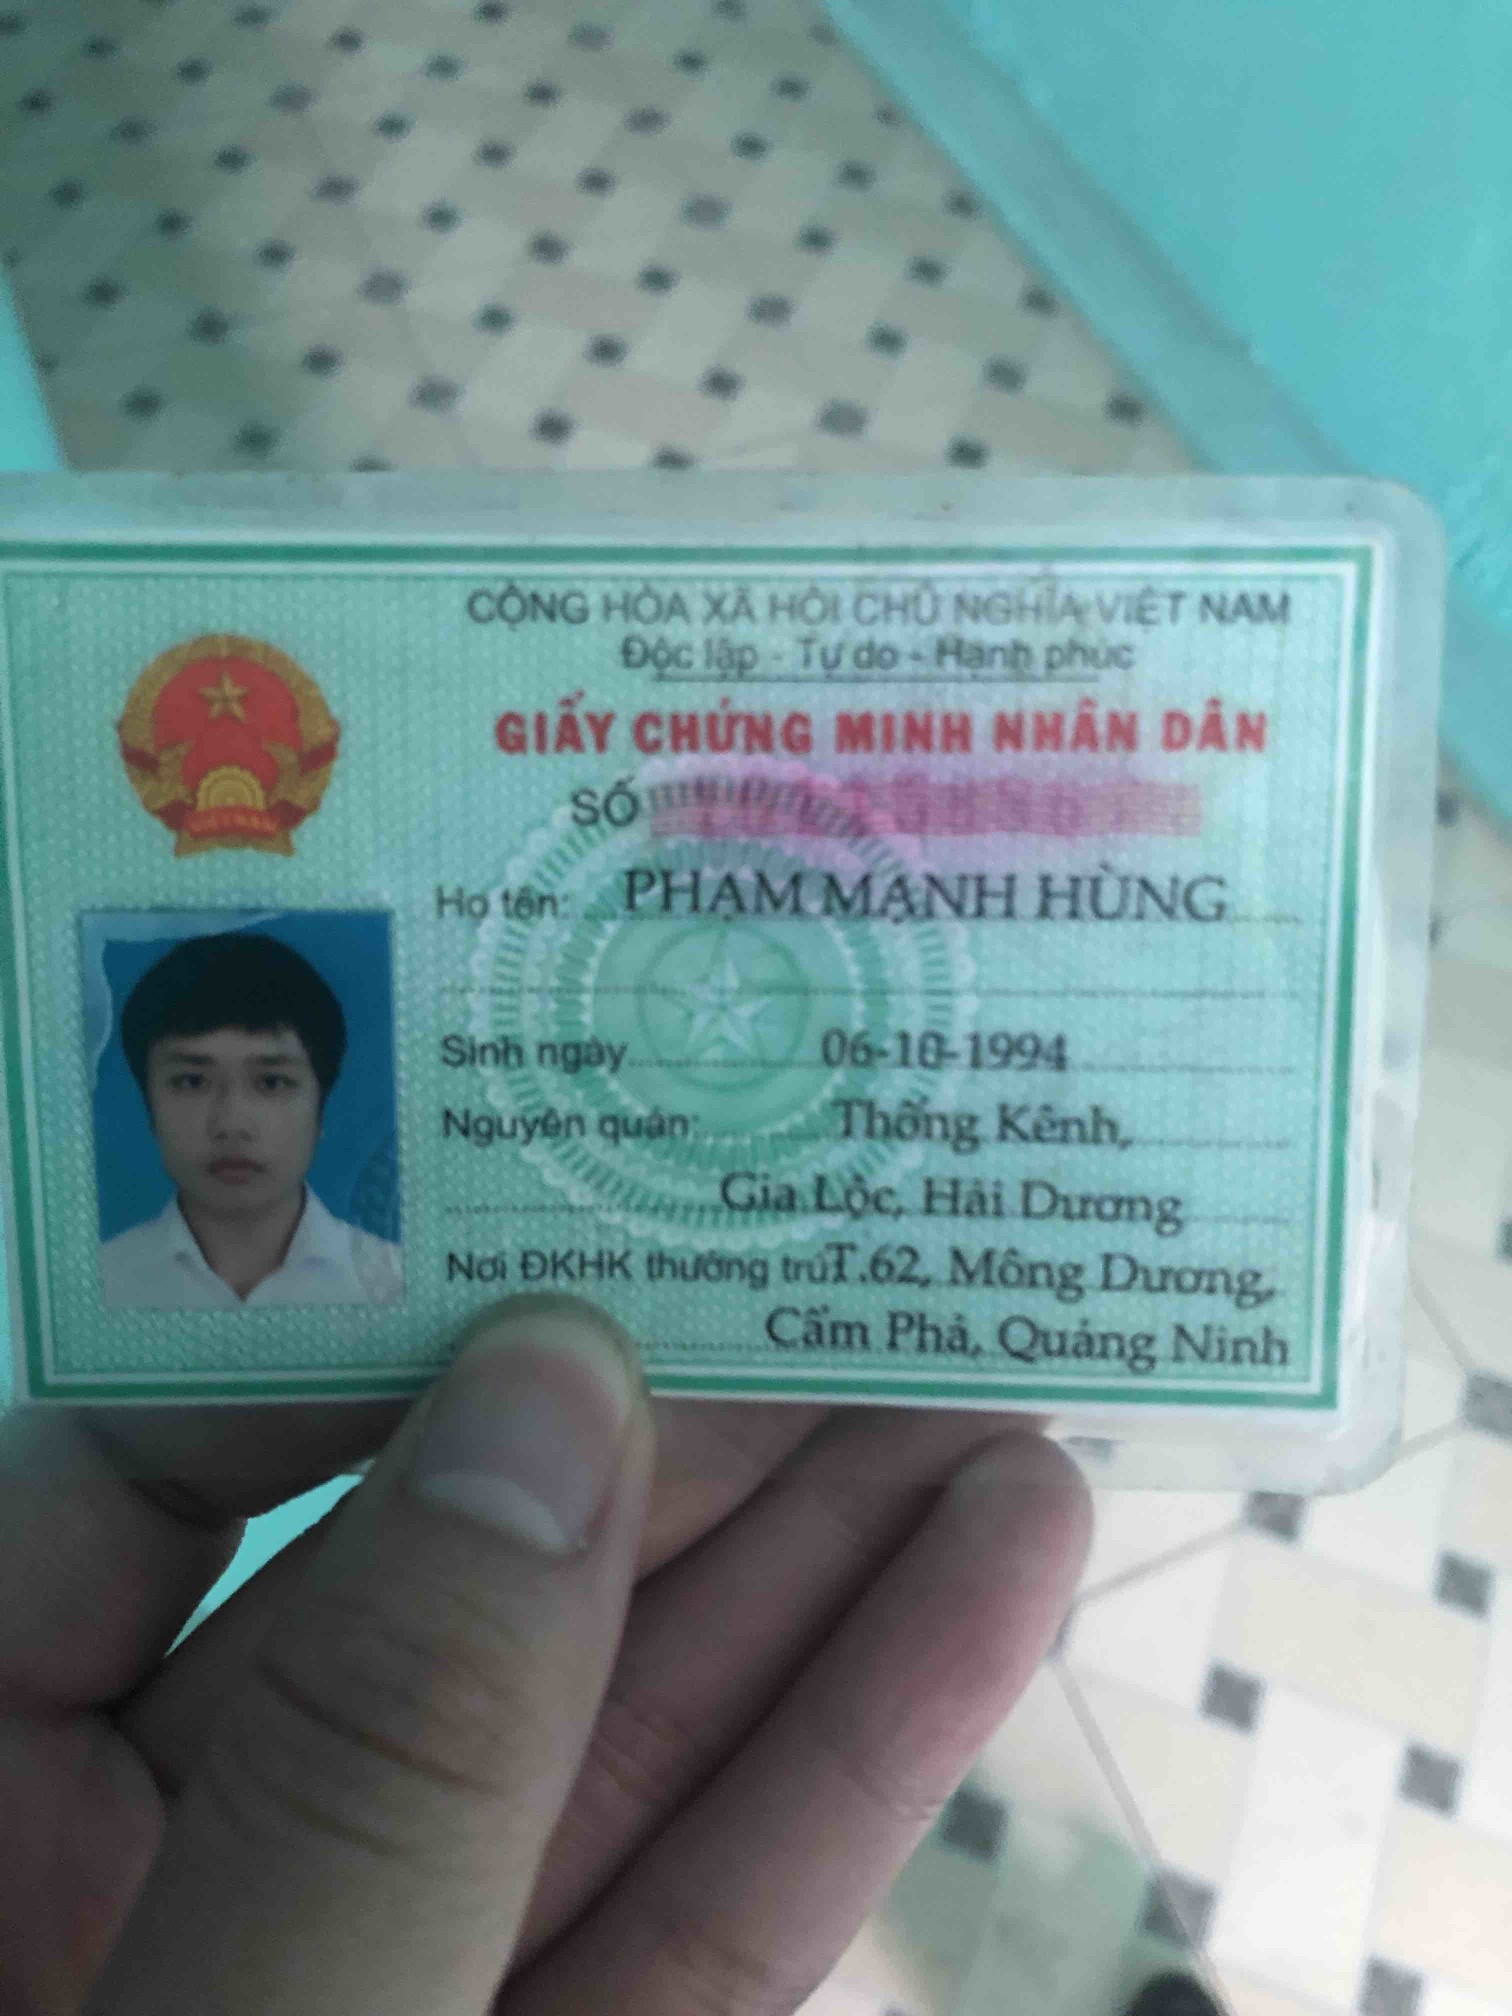 CỘNG HÒA XÃ HỘI CHỦ NGHĨA VIỆT NAM
Độc lập - Tự do - Hạnh phúc
GIẤY CHỨNG MINH NHÂN DÂN
SỐ
VIỆT NAM
Họ tên: PHẠM MẠNH HÙNG
Sinh ngày 06-10-1994
Nguyên quán: Thống Kênh,
Gia Lộc, Hải Dương
Nơi ĐKHK thường trú: T.62, Mông Dương,
Cẩm Phả, Quảng Ninh